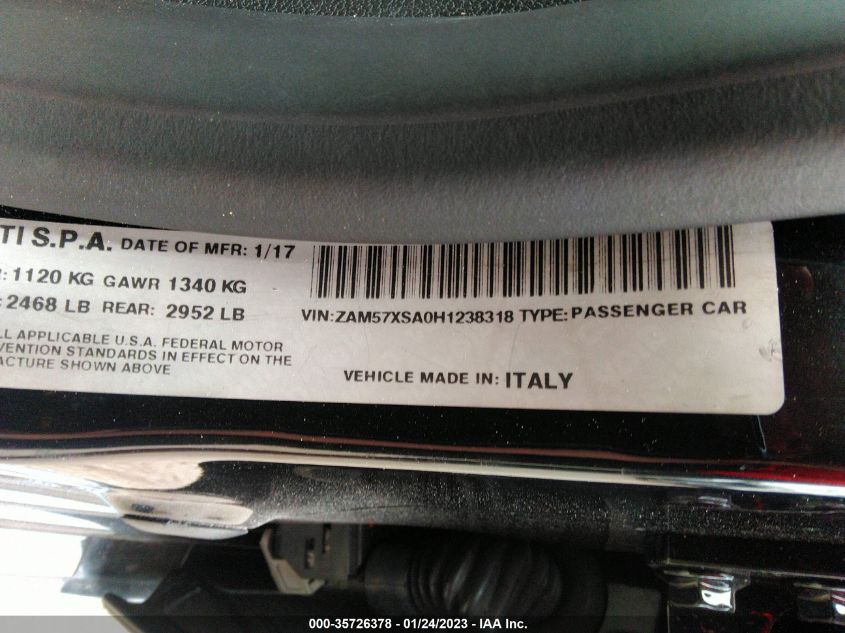 TI S.P.A. DATE OF MFR: 1/17
: 1120 KG GAWR 1340 KG
: 2468 LB REAR: 2952 LB
VIN:ZAM57XSA0H1238318 TYPE:PASSENGER CAR
LL APPLICABLE U.S.A. FEDERAL MOTOR
VENTION STANDARDS IN EFFECT ON THE
FACTURE SHOWN ABOVE
VEHICLE MADE IN: ITALY
000-35726378 - 01/24/2023 - IAA Inc.